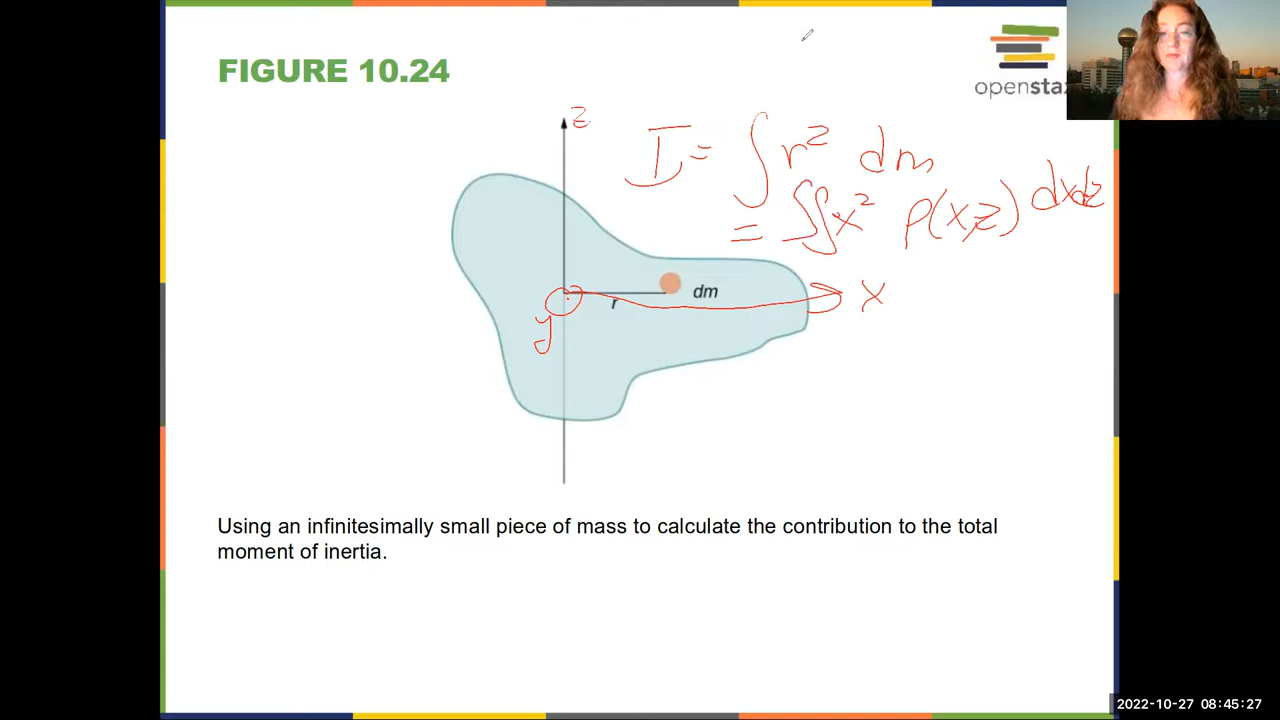 FIGURE 10.24
openstax
z
I = ∫ r² dm
= ∫∫ x² ρ(x,z) dxdz
dm
r
x
y
Using an infinitesimally small piece of mass to calculate the contribution to the total
moment of inertia.
2022-10-27 08:45:27